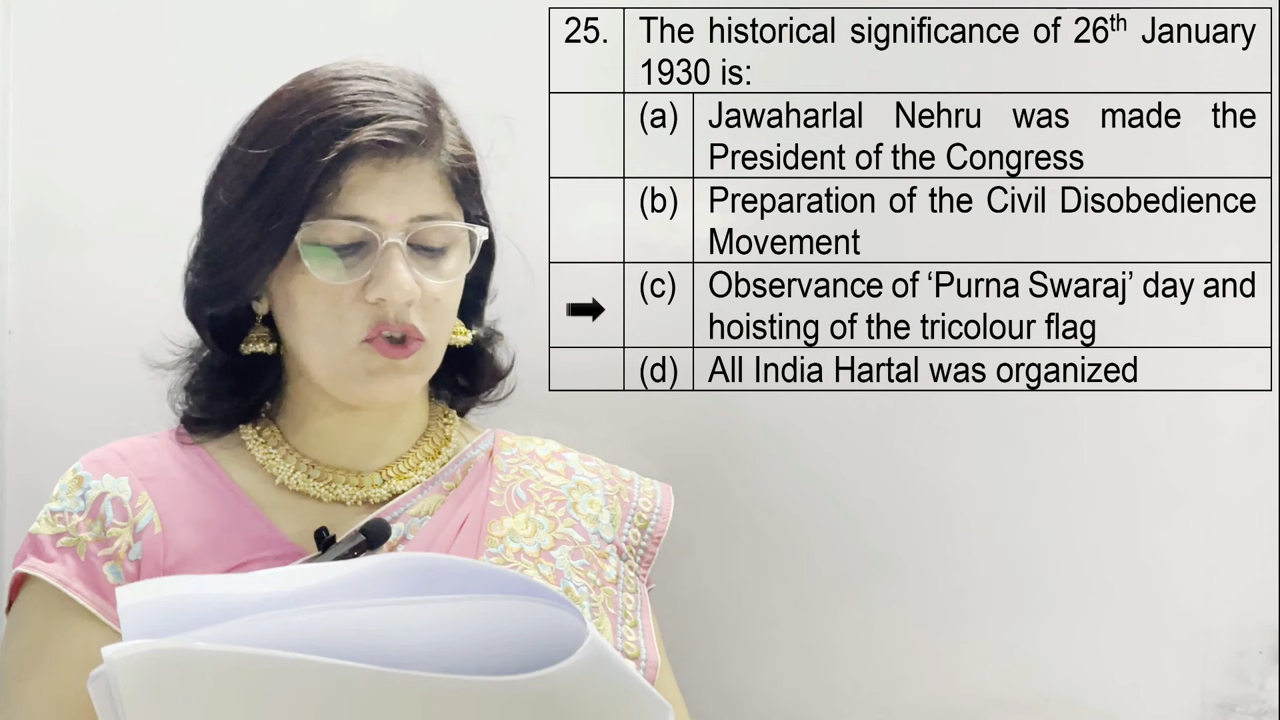 25. The historical significance of 26th January
1930 is:
(a) Jawaharlal Nehru was made the
President of the Congress
(b) Preparation of the Civil Disobedience
Movement
(c) Observance of ‘Purna Swaraj’ day and
hoisting of the tricolour flag
(d) All India Hartal was organized